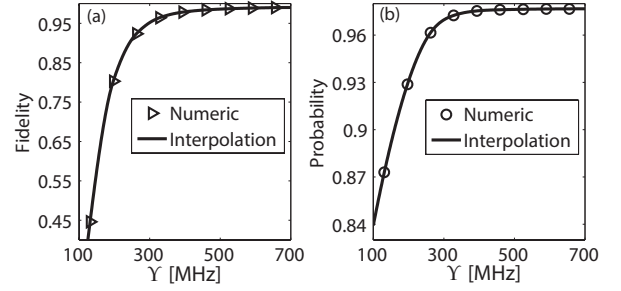 (a)
0.95
0.85
0.75
0.65
0.55
0.45
Fidelity
Numeric
Interpolation
100 300 500 700
ϒ [MHz]
(b)
0.96
0.93
0.9
0.87
0.84
Probability
Numeric
Interpolation
100 300 500 700
ϒ [MHz]